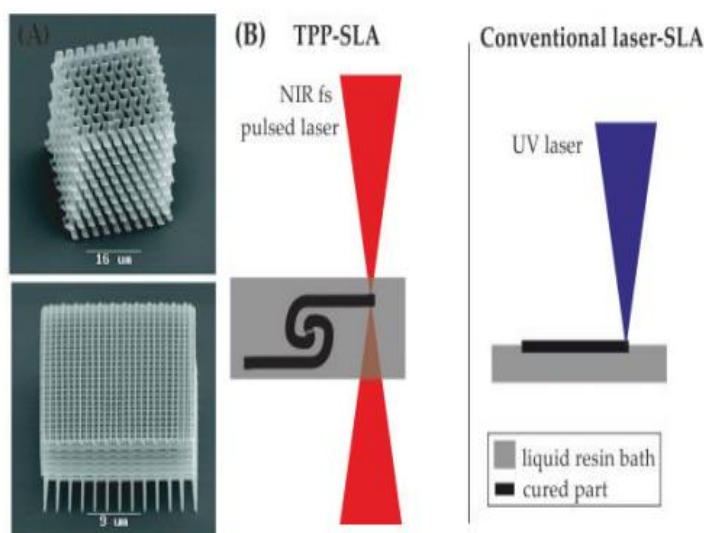 (A)
16 um
9 um
(B) TPP-SLA
NIR fs
pulsed laser
Conventional laser-SLA
UV laser
liquid resin bath
cured part